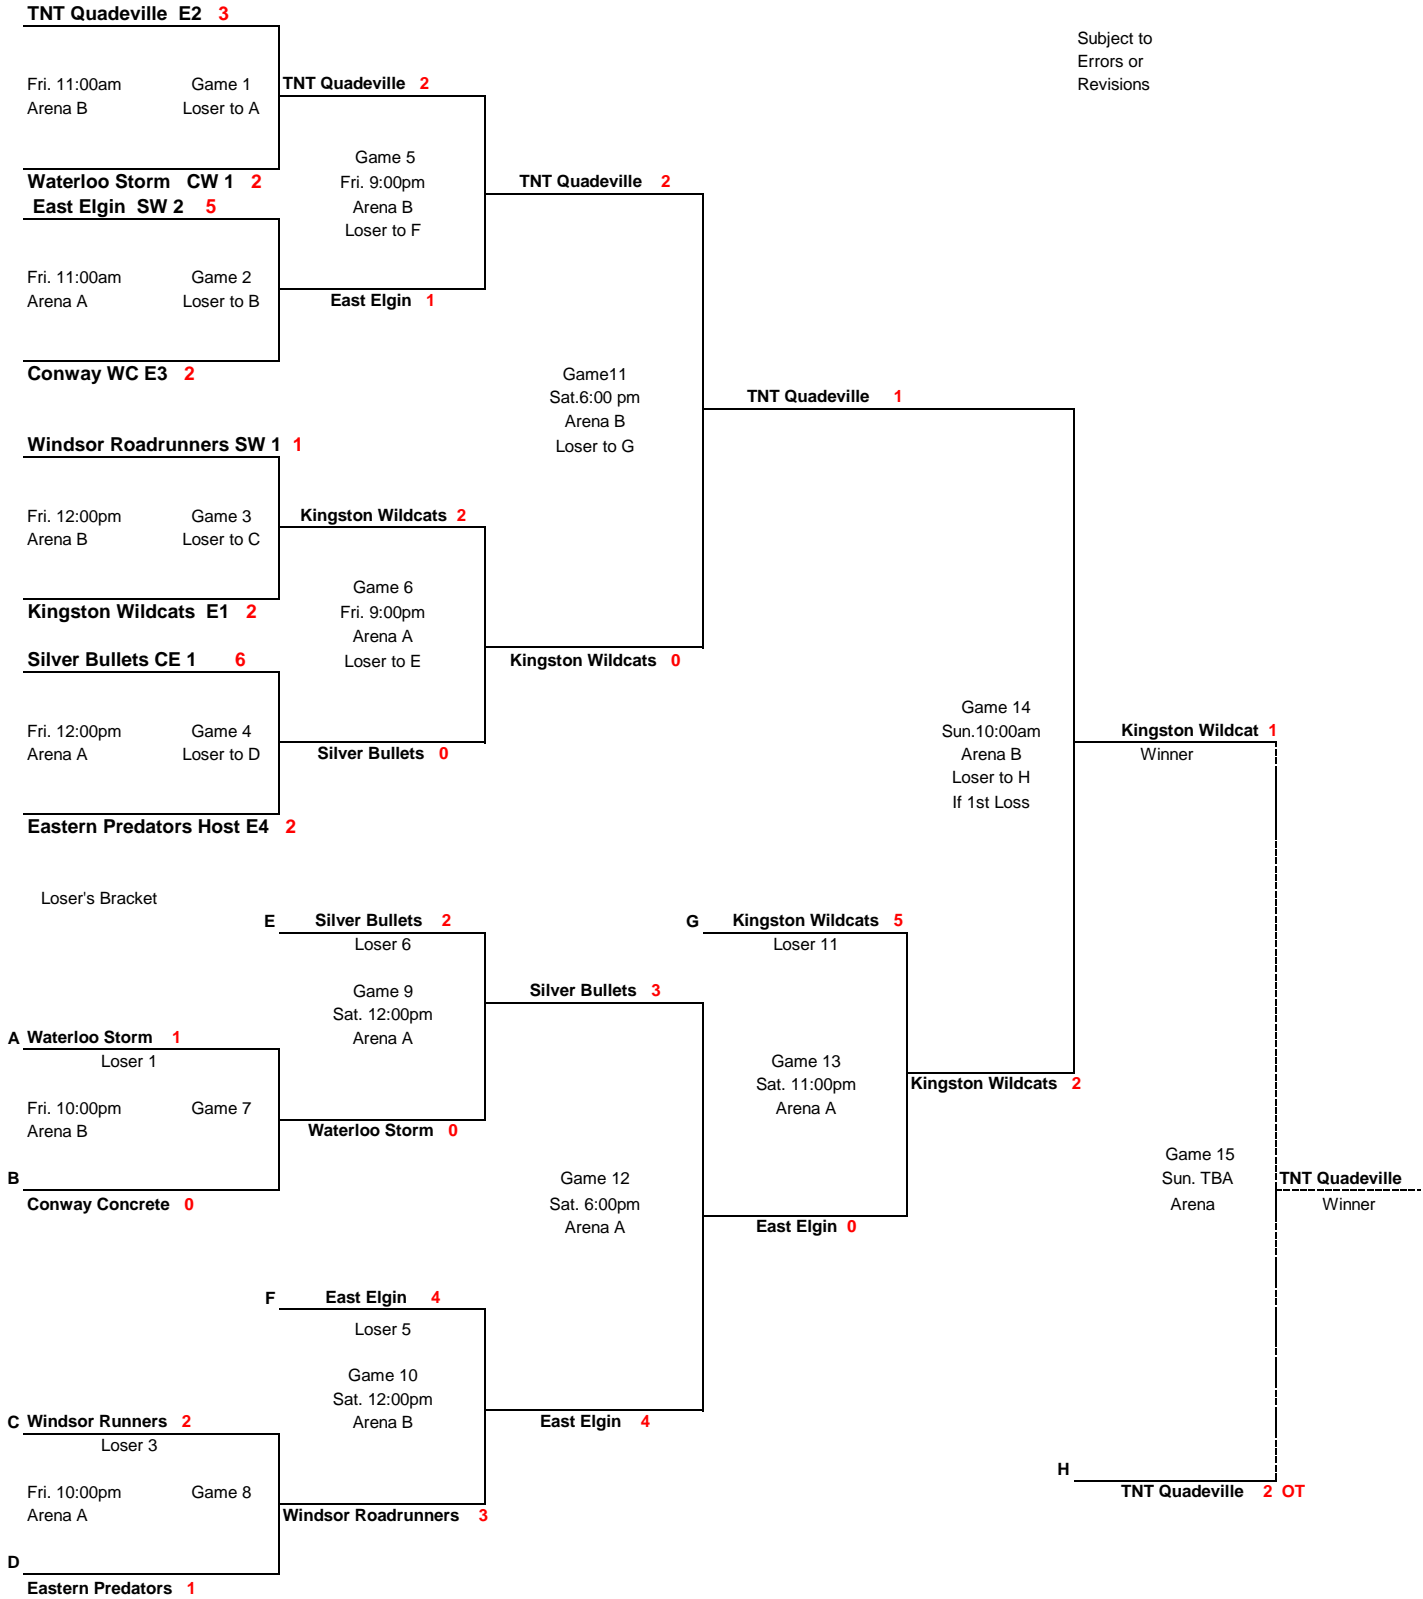 TNT Quadeville E2 3
Subject to
Errors or
Revisions
Fri. 11:00am Game 1
Arena B Loser to A
TNT Quadeville 2
Waterloo Storm CW 1 2
East Elgin SW 2 5
Game 5
Fri. 9:00pm
Arena B
Loser to F
TNT Quadeville 2
Fri. 11:00am Game 2
Arena A Loser to B
East Elgin 1
Conway WC E3 2
Game11
Sat.6:00 pm
Arena B
Loser to G
TNT Quadeville 1
Windsor Roadrunners SW 1 1
Fri. 12:00pm Game 3
Arena B Loser to C
Kingston Wildcats 2
Kingston Wildcats E1 2
Game 6
Fri. 9:00pm
Arena A
Loser to E
Kingston Wildcats 0
Silver Bullets CE 1 6
Fri. 12:00pm Game 4
Arena A Loser to D
Silver Bullets 0
Game 14
Sun.10:00am
Arena B
Loser to H
If 1st Loss
Kingston Wildcat 1
Winner
Eastern Predators Host E4 2
Loser's Bracket
E Silver Bullets 2
Loser 6
G Kingston Wildcats 5
Loser 11
Game 9
Sat. 12:00pm
Arena A
Silver Bullets 3
A Waterloo Storm 1
Loser 1
Fri. 10:00pm Game 7
Arena B
Waterloo Storm 0
Game 13
Sat. 11:00pm
Arena A
Kingston Wildcats 2
B
Conway Concrete 0
Game 12
Sat. 6:00pm
Arena A
East Elgin 0
Game 15
Sun. TBA
Arena
TNT Quadeville
Winner
F East Elgin 4
Loser 5
Game 10
Sat. 12:00pm
Arena B
East Elgin 4
C Windsor Runners 2
Loser 3
Fri. 10:00pm Game 8
Arena A
Windsor Roadrunners 3
H
TNT Quadeville 2 OT
D
Eastern Predators 1